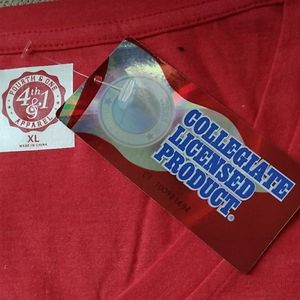 FOURTH & ONE
4th
&1
APPAREL
XL
MADE IN CHINA
COLLEGIATE
LICENSED
PRODUCT®